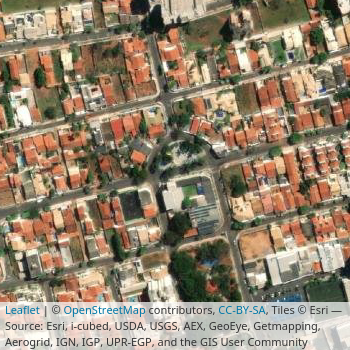 Leaflet | © OpenStreetMap contributors, CC-BY-SA, Tiles © Esri —
Source: Esri, i-cubed, USDA, USGS, AEX, GeoEye, Getmapping,
Aerogrid, IGN, IGP, UPR-EGP, and the GIS User Community